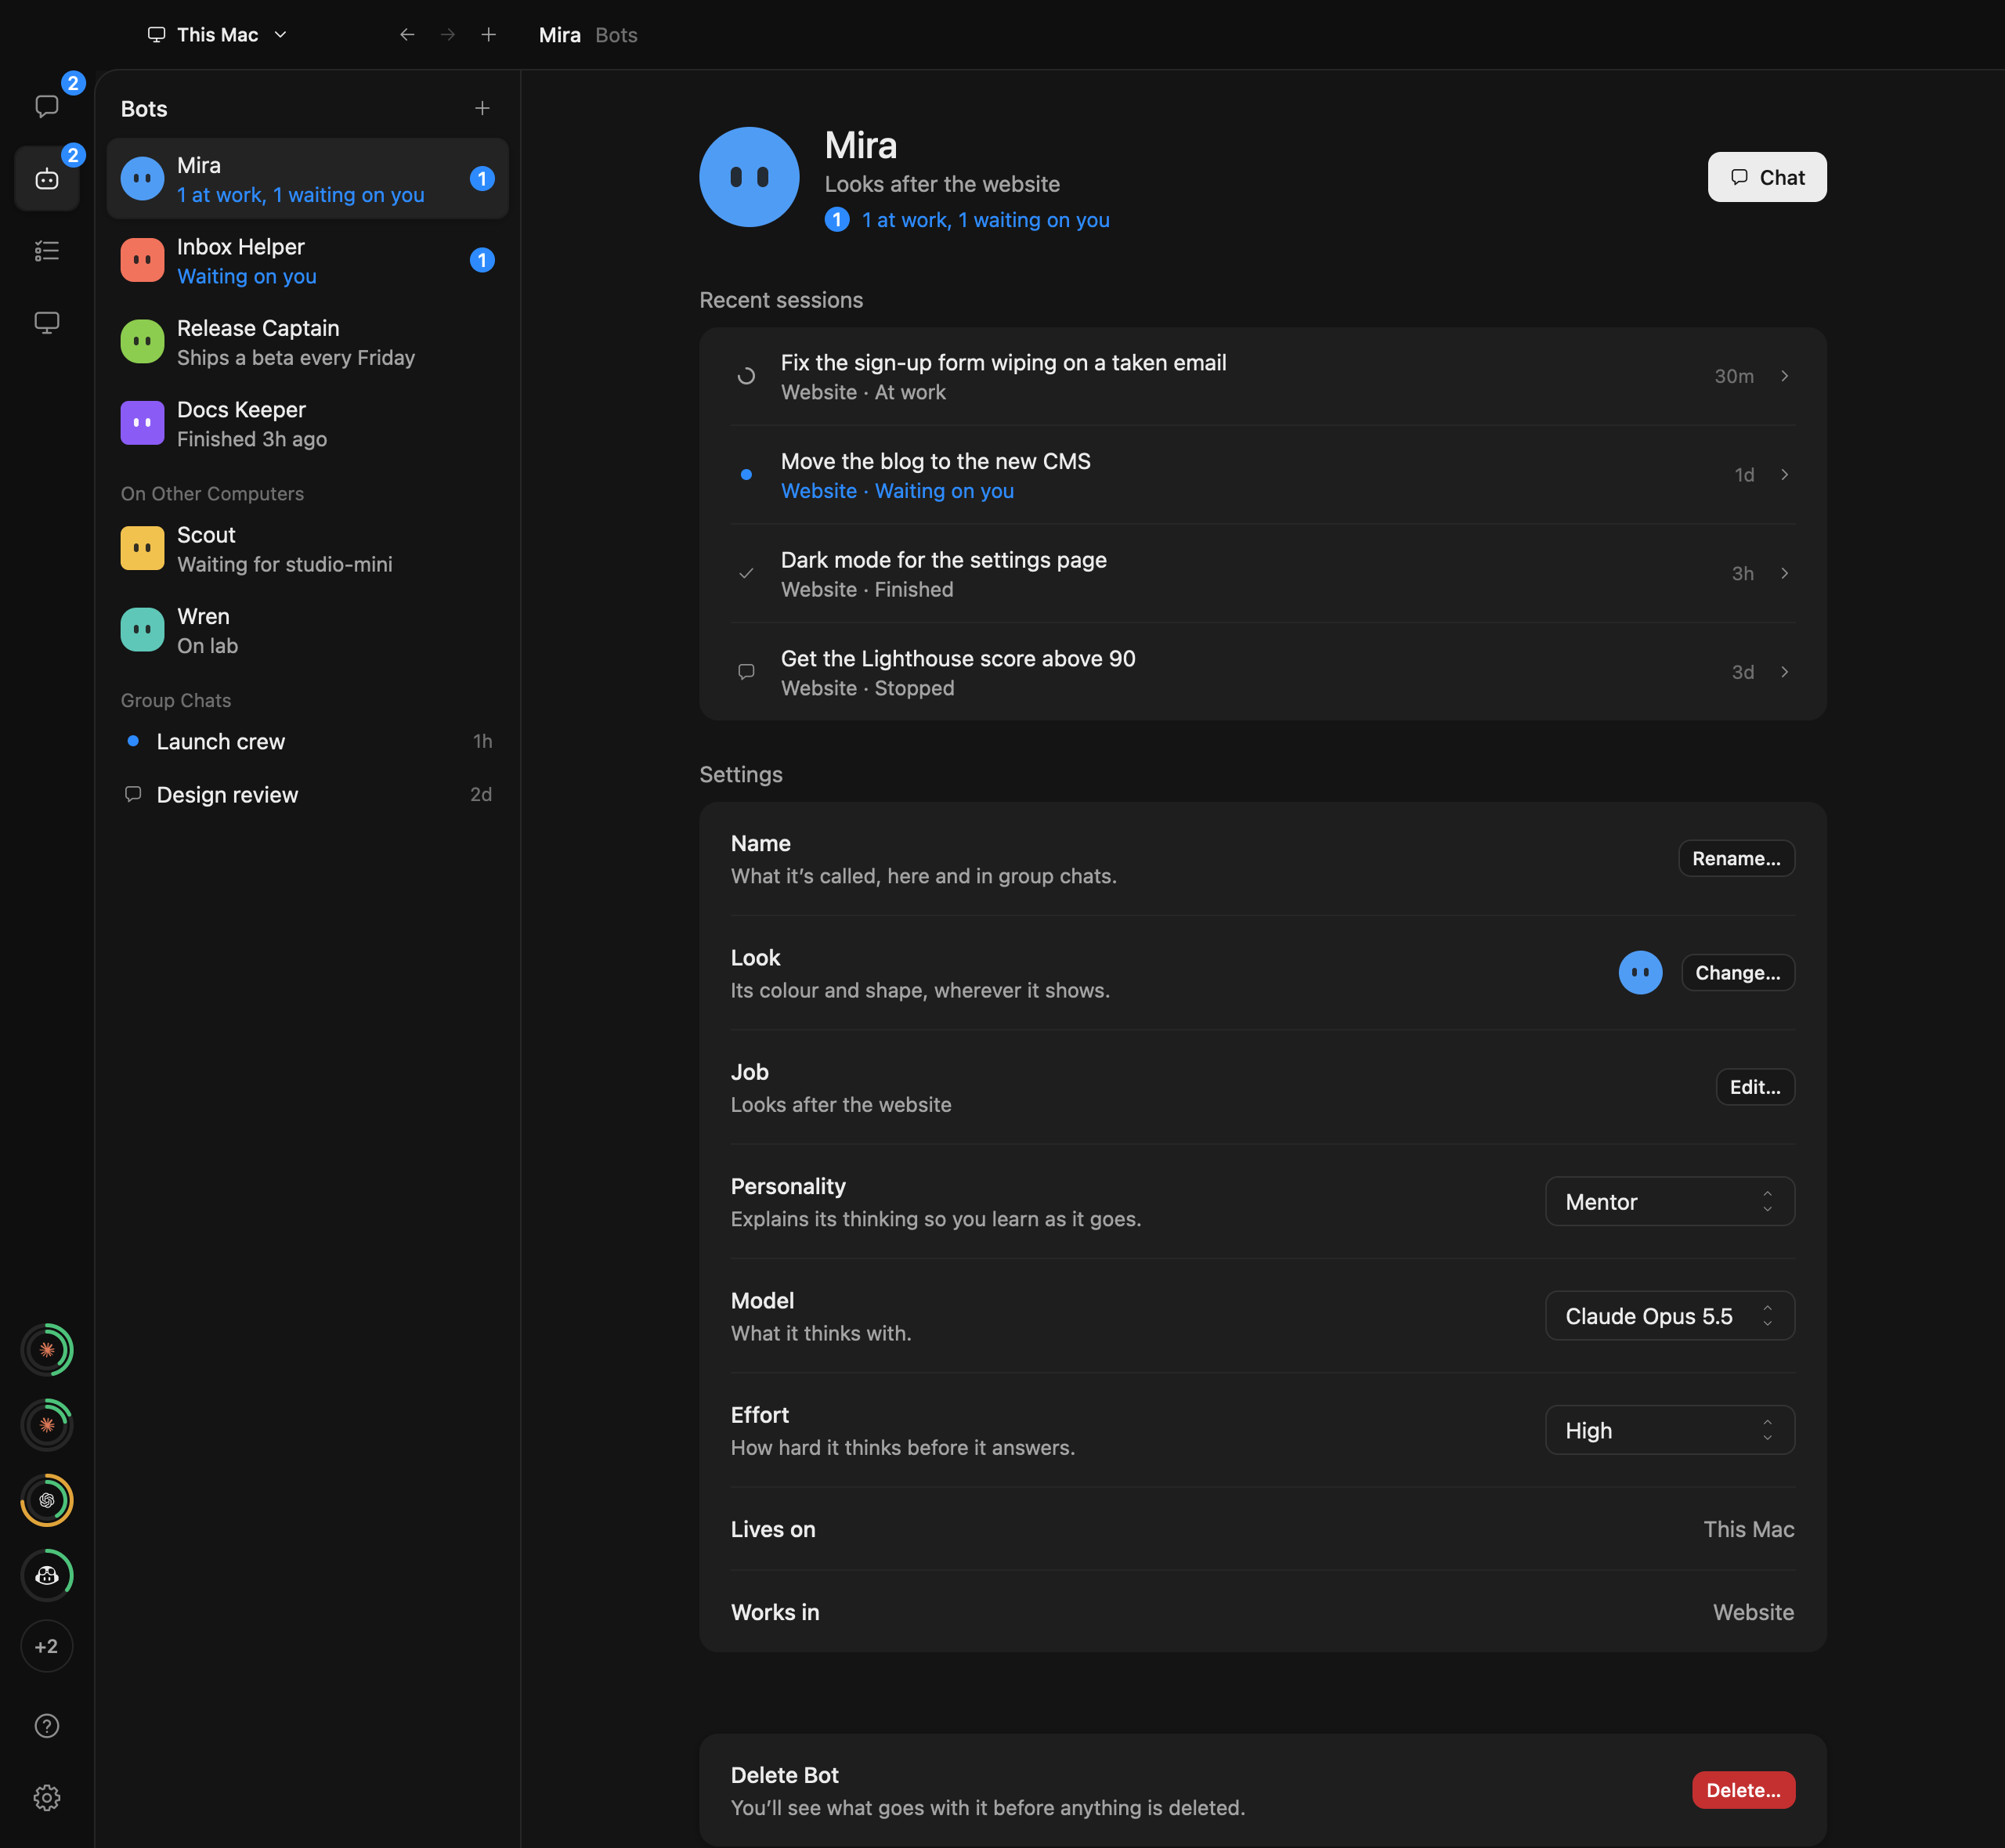 This Mac
Mira Bots
2
2
Bots
Mira
1 at work, 1 waiting on you
1
Inbox Helper
Waiting on you
1
Release Captain
Ships a beta every Friday
Docs Keeper
Finished 3h ago
On Other Computers
Scout
Waiting for studio-mini
Wren
On lab
Group Chats
Launch crew
1h
Design review
2d
+2
Mira
Looks after the website
1 1 at work, 1 waiting on you
Chat
Recent sessions
Fix the sign-up form wiping on a taken email
Website · At work
30m
Move the blog to the new CMS
Website · Waiting on you
1d
Dark mode for the settings page
Website · Finished
3h
Get the Lighthouse score above 90
Website · Stopped
3d
Settings
Name
What it’s called, here and in group chats.
Rename...
Look
Its colour and shape, wherever it shows.
Change...
Job
Looks after the website
Edit...
Personality
Explains its thinking so you learn as it goes.
Mentor
Model
What it thinks with.
Claude Opus 5.5
Effort
How hard it thinks before it answers.
High
Lives on
This Mac
Works in
Website
Delete Bot
You’ll see what goes with it before anything is deleted.
Delete...